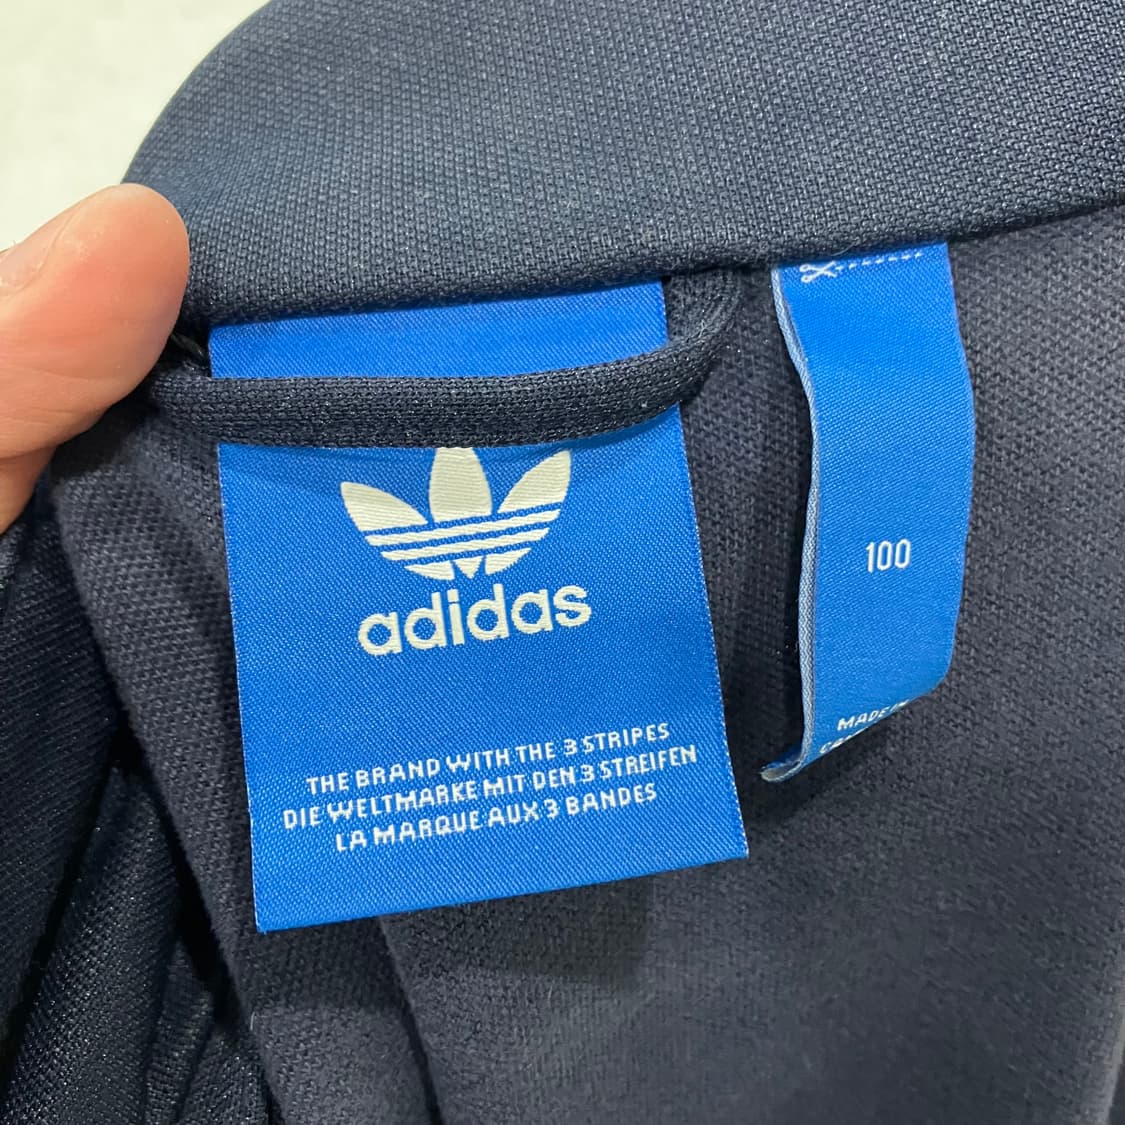 adidas
THE BRAND WITH THE 3 STRIPES
DIE WELTMARKE MIT DEN 3 STREIFEN
LA MARQUE AUX 3 BANDES
100
MADE IN